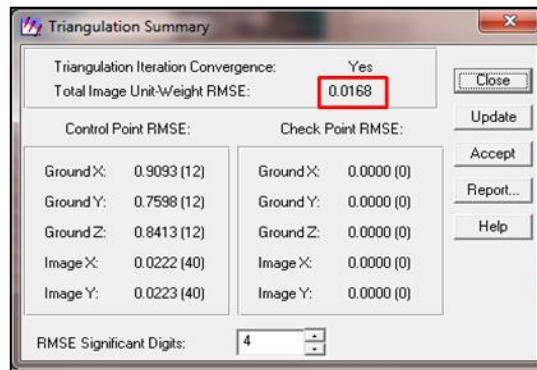 Triangulation Summary
Triangulation Iteration Convergence: Yes
Total Image Unit-Weight RMSE: 0.0168
Close
Update
Accept
Report...
Help
Control Point RMSE:
Ground X: 0.9093 (12)
Ground Y: 0.7598 (12)
Ground Z: 0.8413 (12)
Image X: 0.0222 (40)
Image Y: 0.0223 (40)
Check Point RMSE:
Ground X: 0.0000 (0)
Ground Y: 0.0000 (0)
Ground Z: 0.0000 (0)
Image X: 0.0000 (0)
Image Y: 0.0000 (0)
RMSE Significant Digits: 4